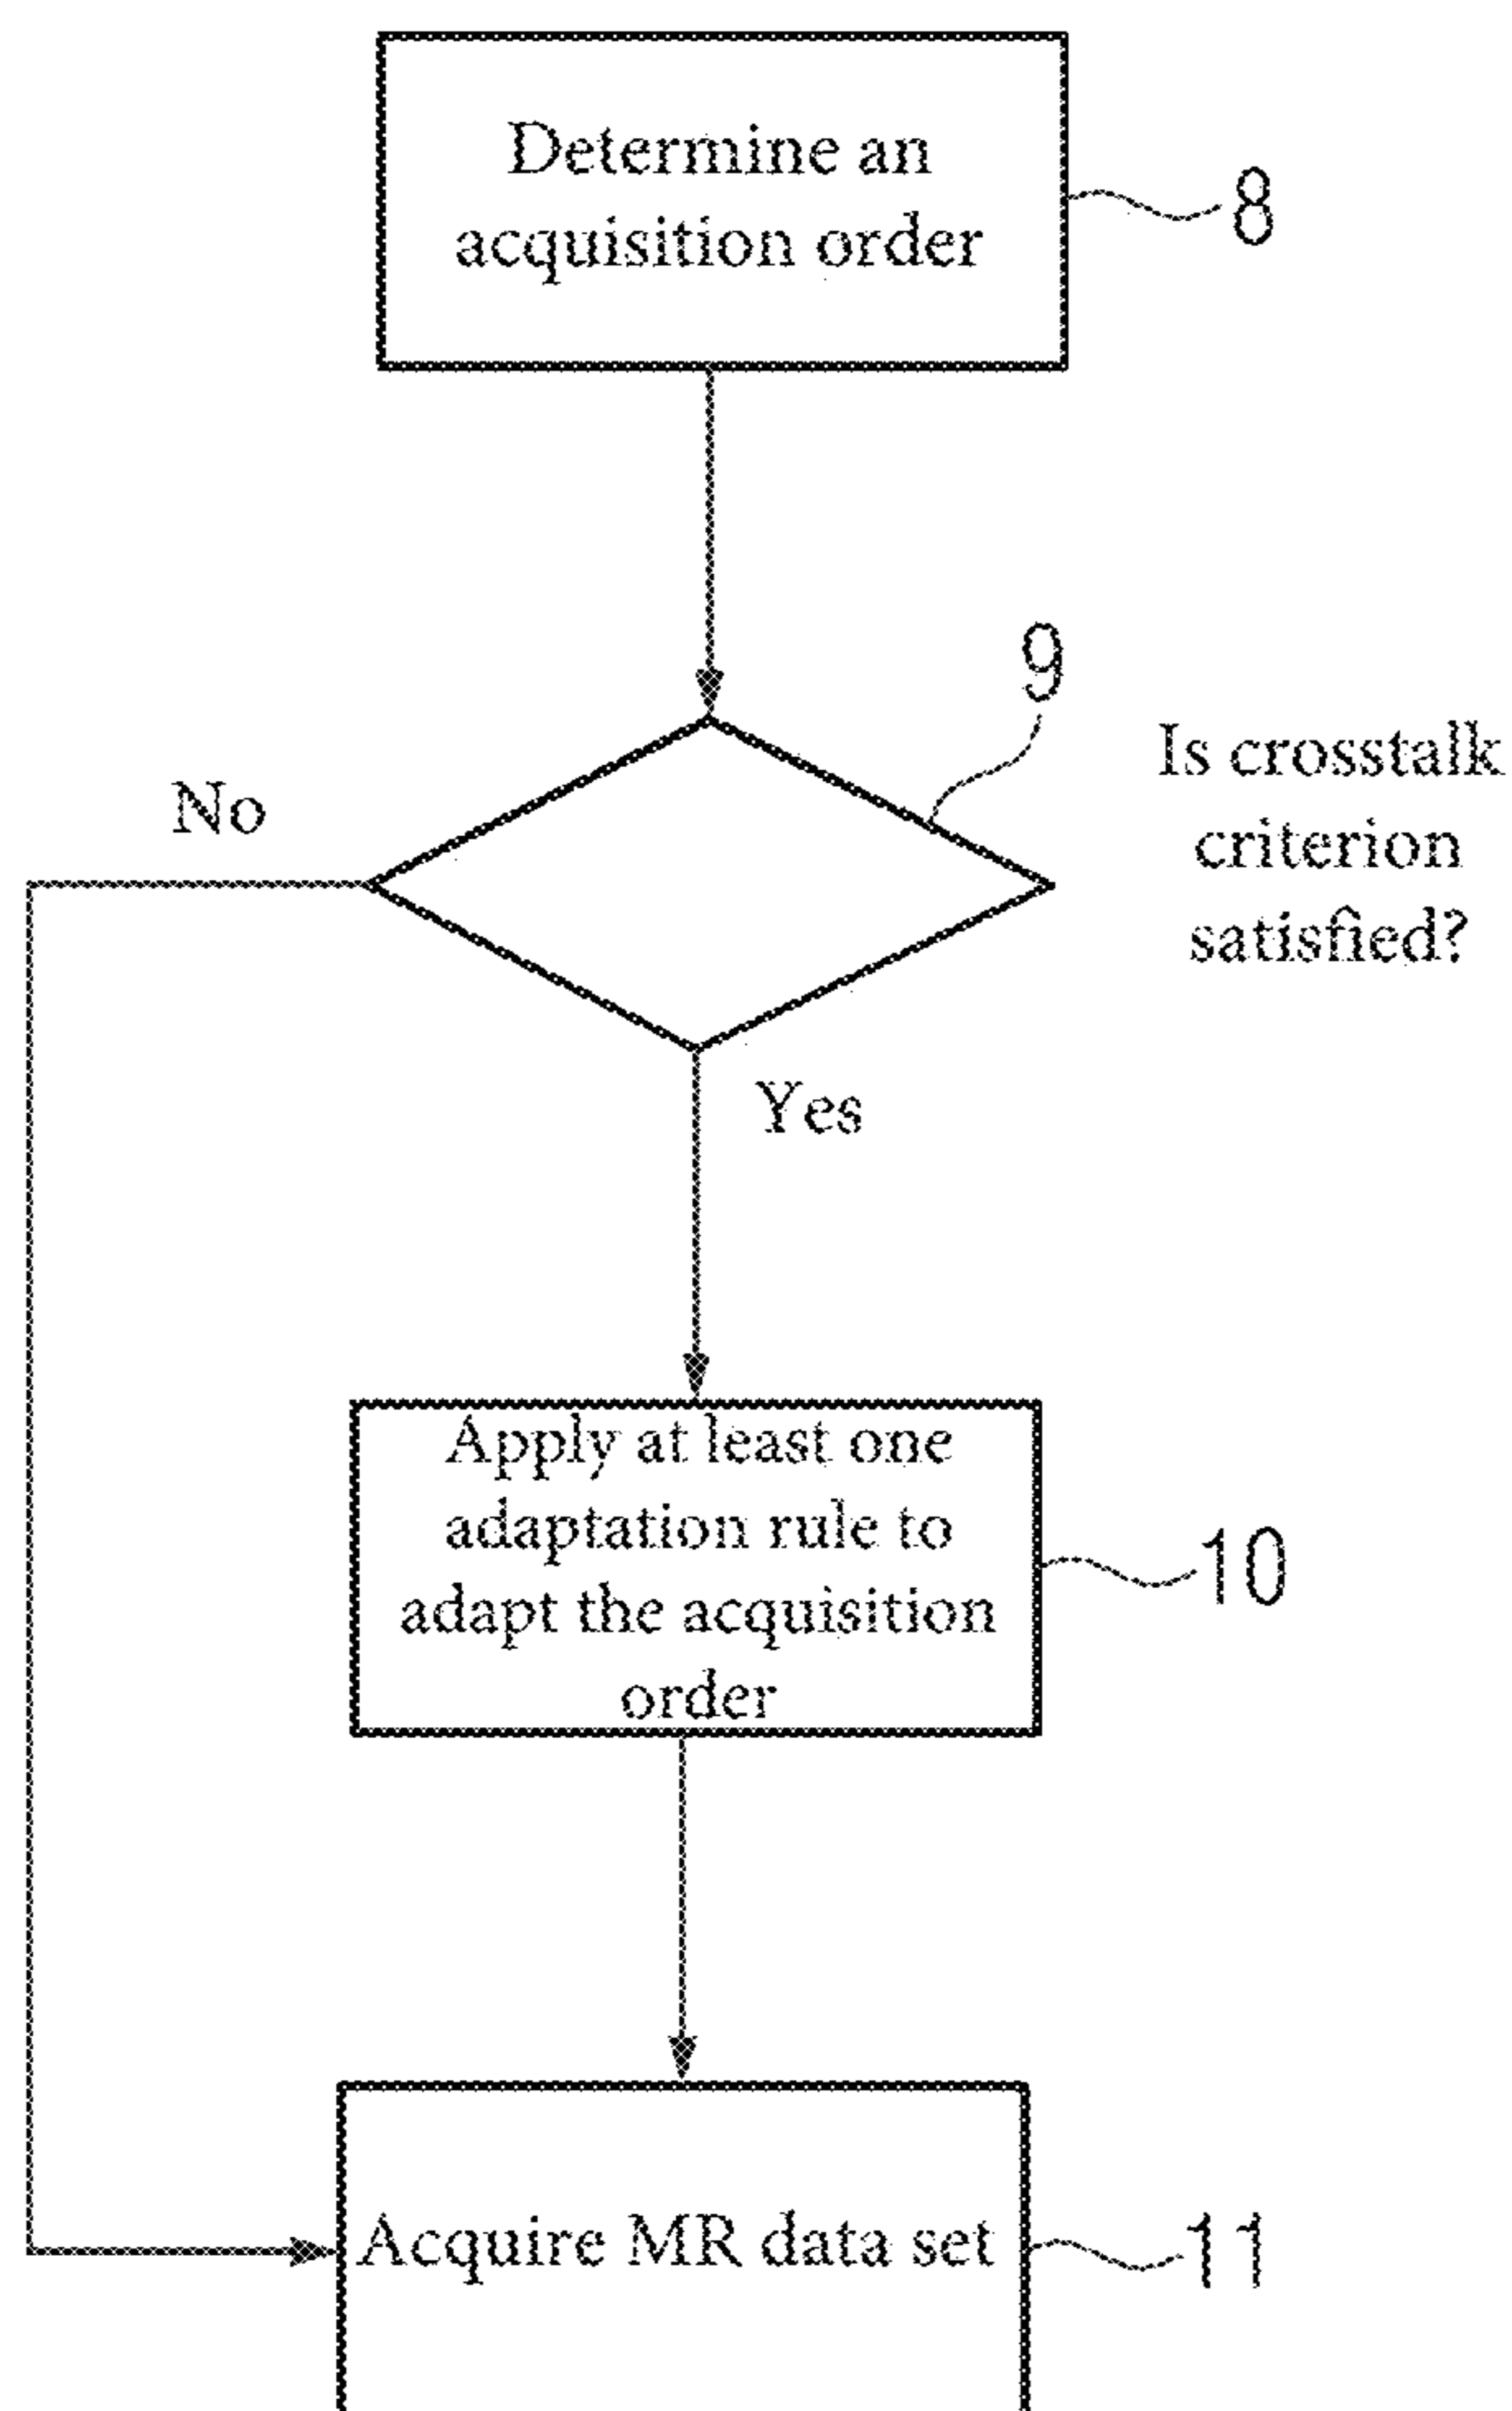 Determine an
acquisition order
8
9
Is crosstalk
criterion
satisfied?
No
Yes
Apply at least one
adaptation rule to
adapt the acquisition
order
10
Acquire MR data set
11